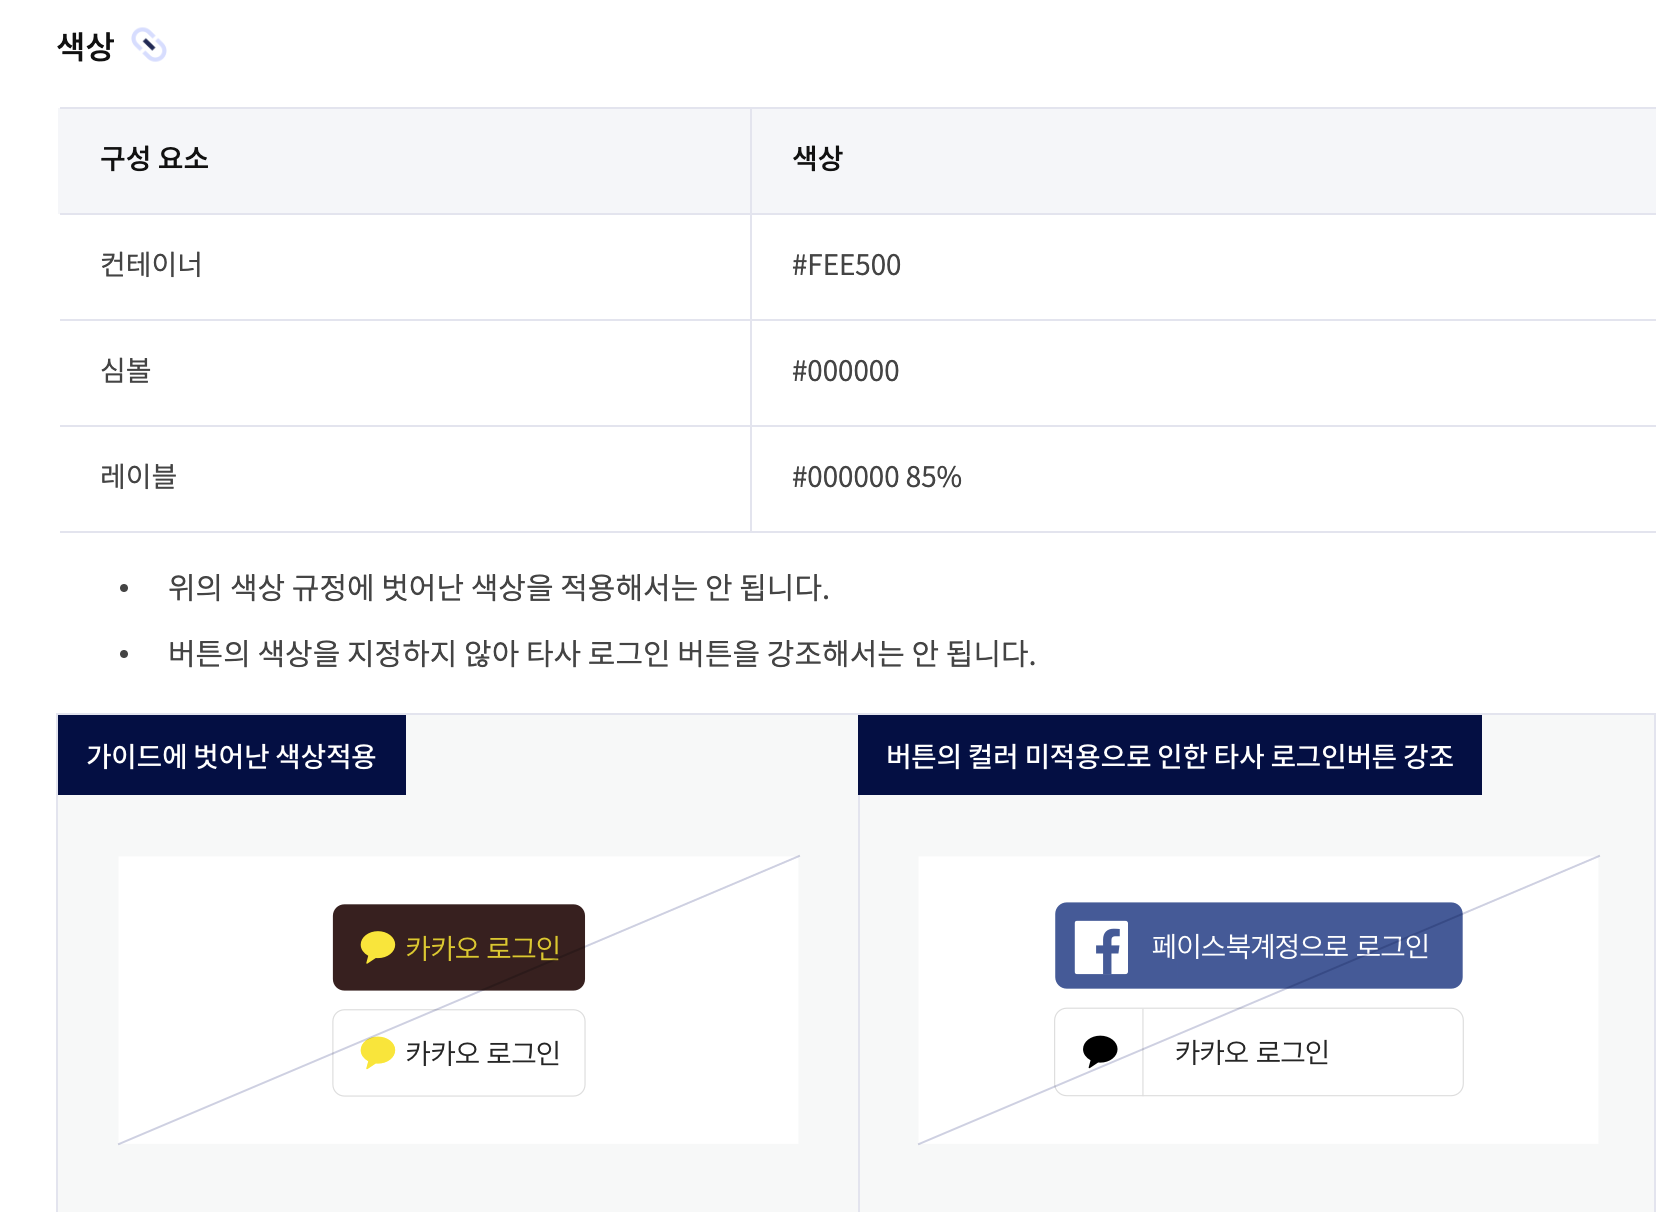 색상
구성 요소
색상
컨테이너
#FEE500
심볼
#000000
레이블
#000000 85%
위의 색상 규정에 벗어난 색상을 적용해서는 안 됩니다.
버튼의 색상을 지정하지 않아 타사 로그인 버튼을 강조해서는 안 됩니다.
가이드에 벗어난 색상적용
카카오 로그인
카카오 로그인
버튼의 컬러 미적용으로 인한 타사 로그인버튼 강조
페이스북계정으로 로그인
카카오 로그인